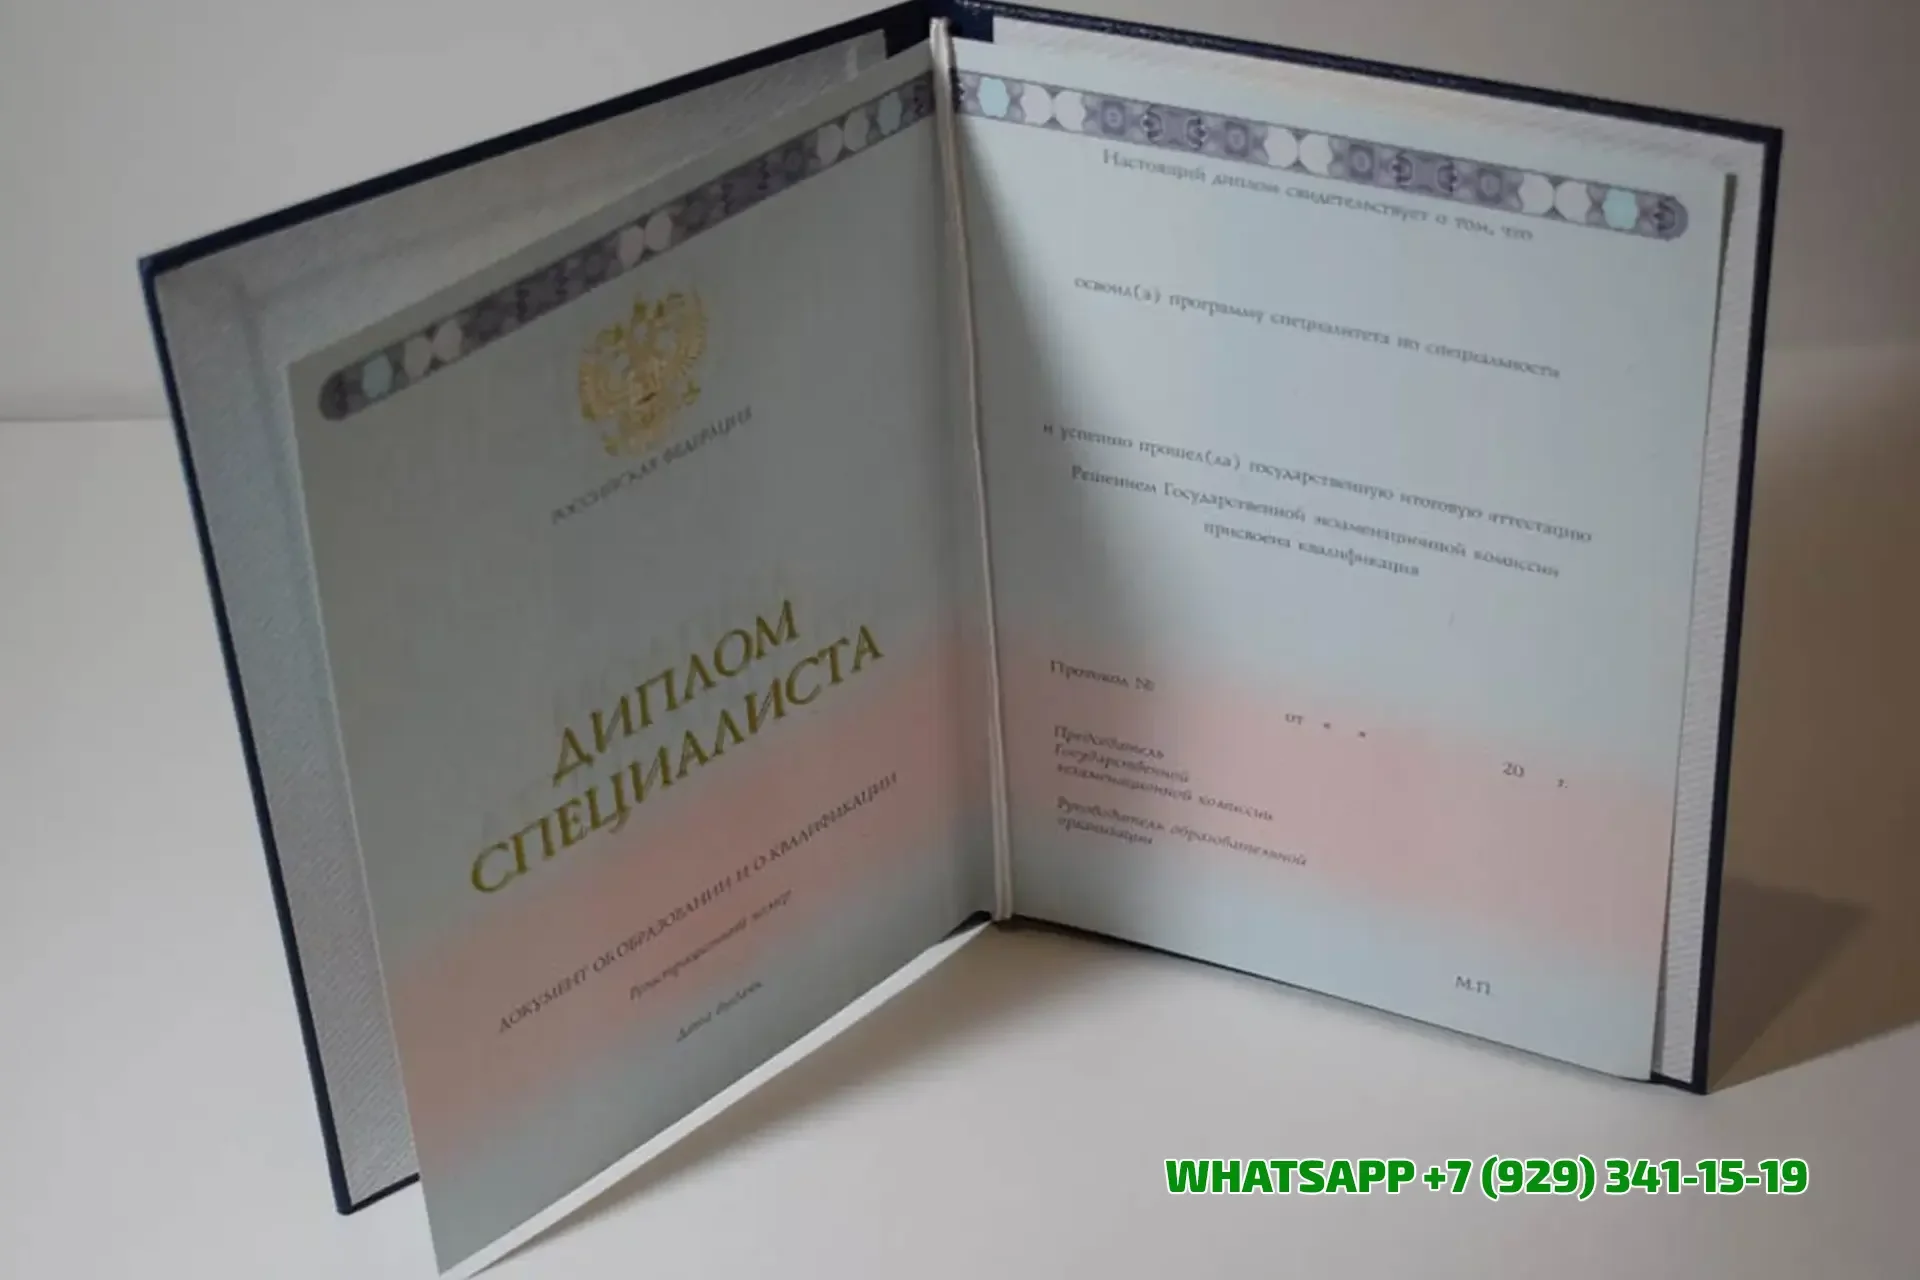 РОССИЙСКАЯ ФЕДЕРАЦИЯ
ДИПЛОМ
СПЕЦИАЛИСТА
ДОКУМЕНТ ОБ ОБРАЗОВАНИИ И О КВАЛИФИКАЦИИ
Регистрационный номер
Дата выдачи
Настоящий диплом свидетельствует о том, что
освоил(а) программу специалитета по специальности
и успешно прошел(ла) государственную итоговую аттестацию
Решением Государственной экзаменационной комиссии
присвоена квалификация
Протокол №
от « »
20 г.
Председатель
Государственной
экзаменационной комиссии
Руководитель образовательной
организации
М.П.
WHATSAPP +7 (929) 341-15-19